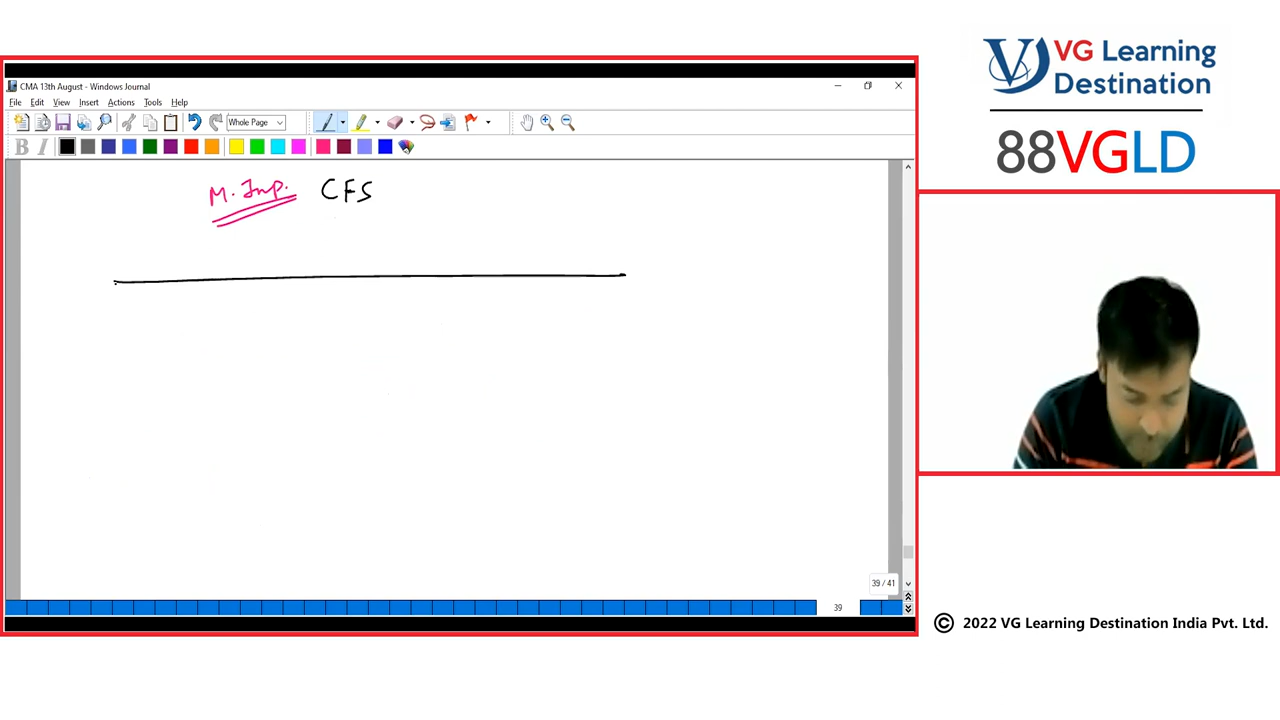 CMA 13th August - Windows Journal
File Edit View Insert Actions Tools Help
Whole Page
B I
M. Imp. CFS
39 / 41
39
VG Learning
Destination
88VGLD
© 2022 VG Learning Destination India Pvt. Ltd.